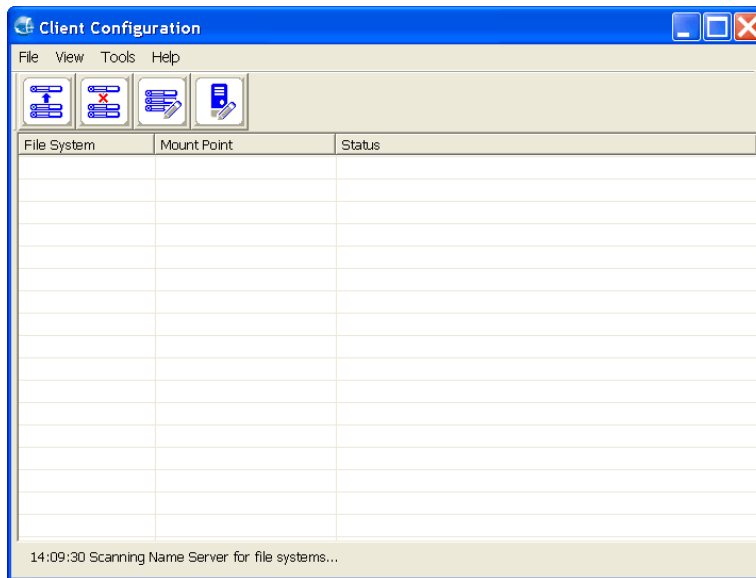 Client Configuration
File View Tools Help
File System Mount Point Status
14:09:30 Scanning Name Server for file systems...